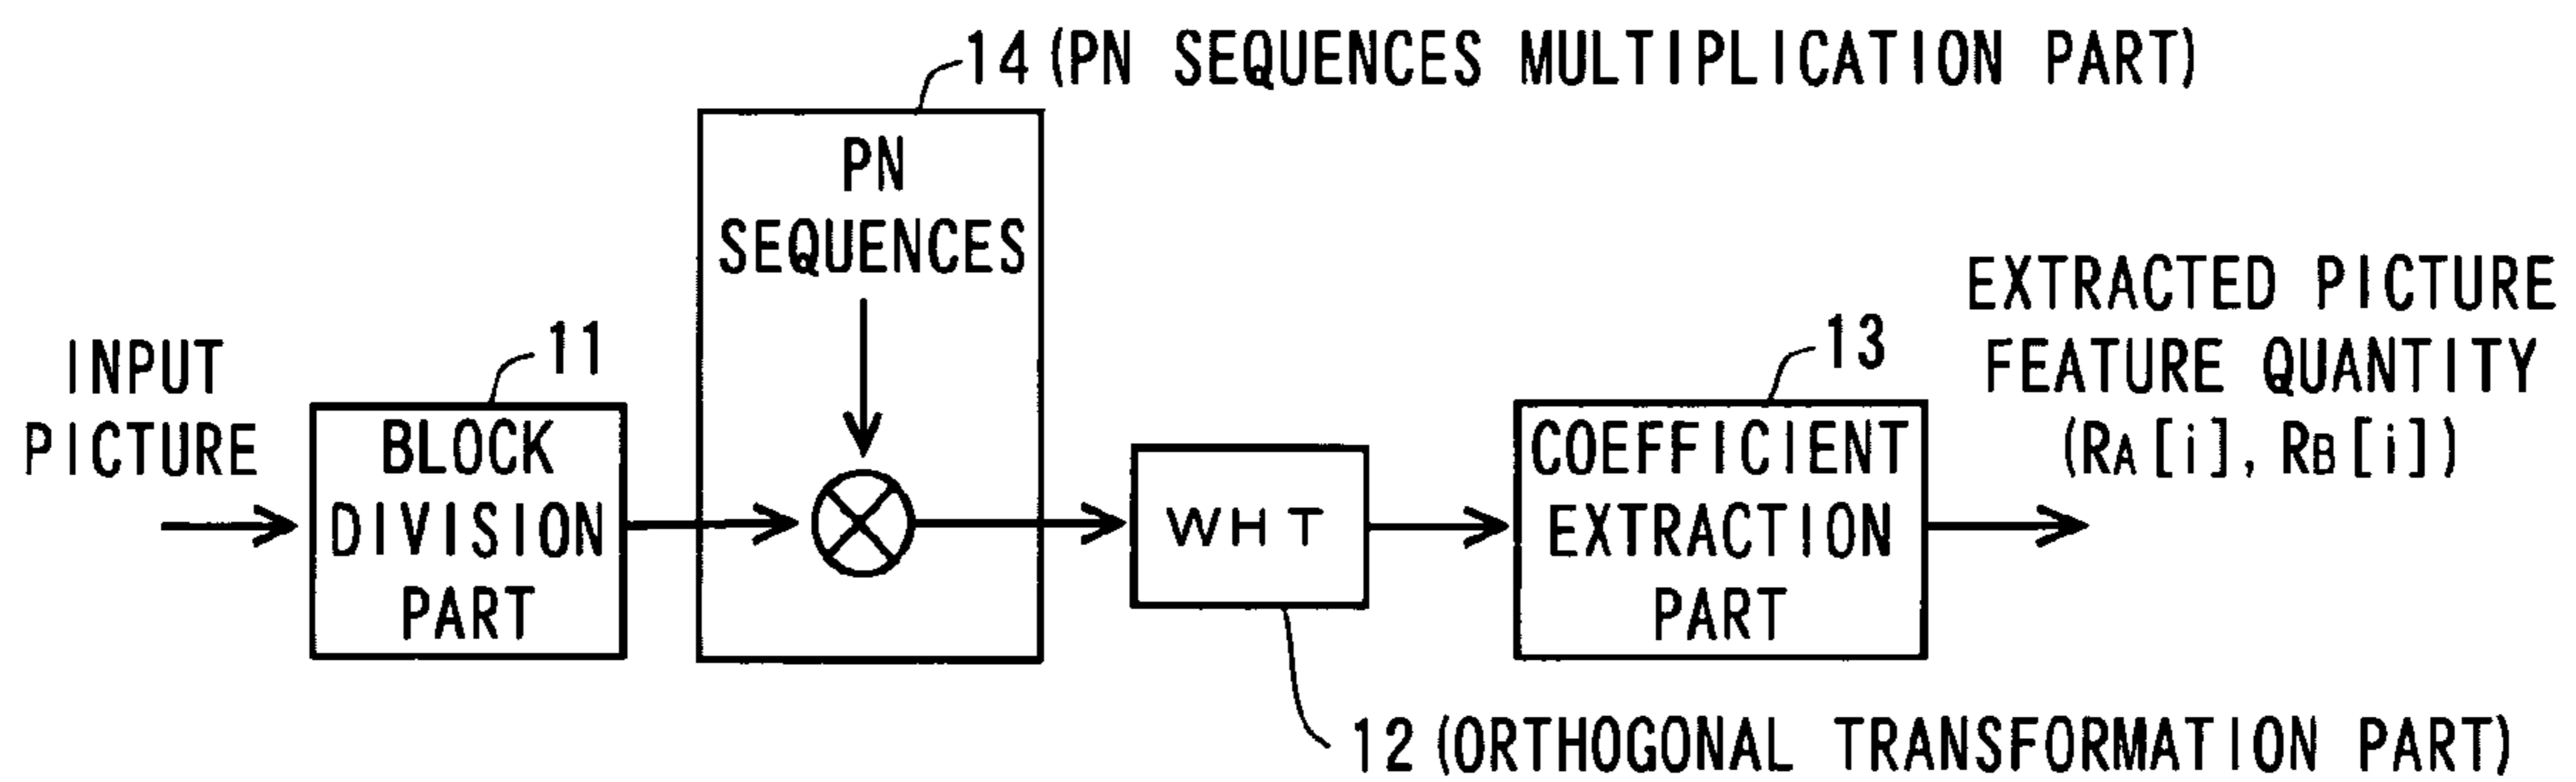 14 (PN SEQUENCES MULTIPLICATION PART)
PN
SEQUENCES
INPUT
PICTURE
11
BLOCK
DIVISION
PART
WHT
13
COEFFICIENT
EXTRACTION
PART
EXTRACTED PICTURE
FEATURE QUANTITY
(RA[i], RB[i])
12 (ORTHOGONAL TRANSFORMATION PART)